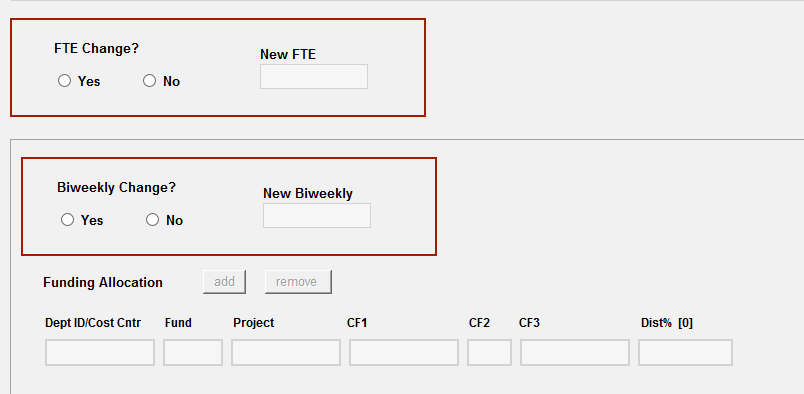 FTE Change?
New FTE
Yes No
Biweekly Change?
New Biweekly
Yes No
Funding Allocation add remove
Dept ID/Cost Cntr Fund Project CF1 CF2 CF3 Dist% [0]